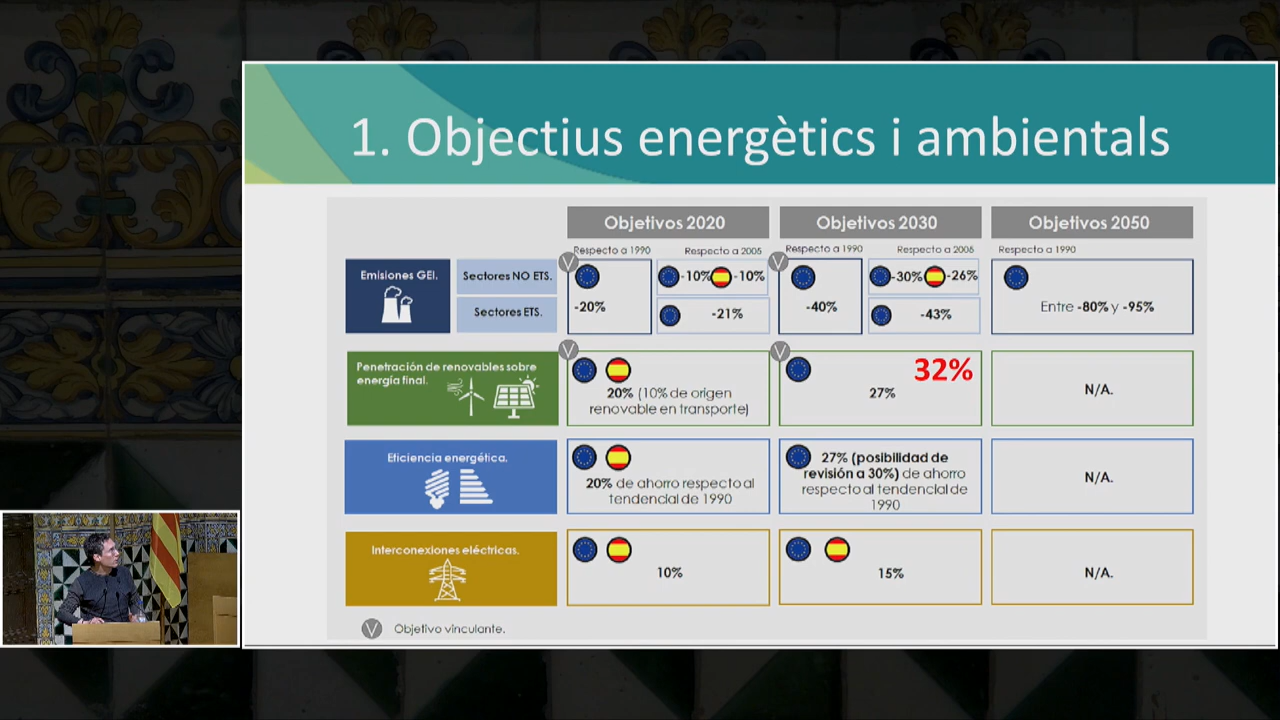 1. Objectius energètics i ambientals
Objetivos 2020
Objetivos 2030
Objetivos 2050
Respecto a 1990
Respecto a 2005
Respecto a 1990
Respecto a 2005
Respecto a 1990
Emisiones GEI.
Sectores NO ETS.
Sectores ETS.
V
-20%
-10%
-10%
-21%
V
-40%
-30%
-26%
-43%
Entre -80% y -95%
Penetración de renovables sobre
energía final.
V
20% (10% de origen
renovable en transporte)
V
32%
27%
N/A.
Eficiencia energética.
20% de ahorro respecto al
tendencial de 1990
27% (posibilidad de
revisión a 30%) de ahorro
respecto al tendencial de
1990
N/A.
Interconexiones eléctricas.
10%
15%
N/A.
V Objetivo vinculante.